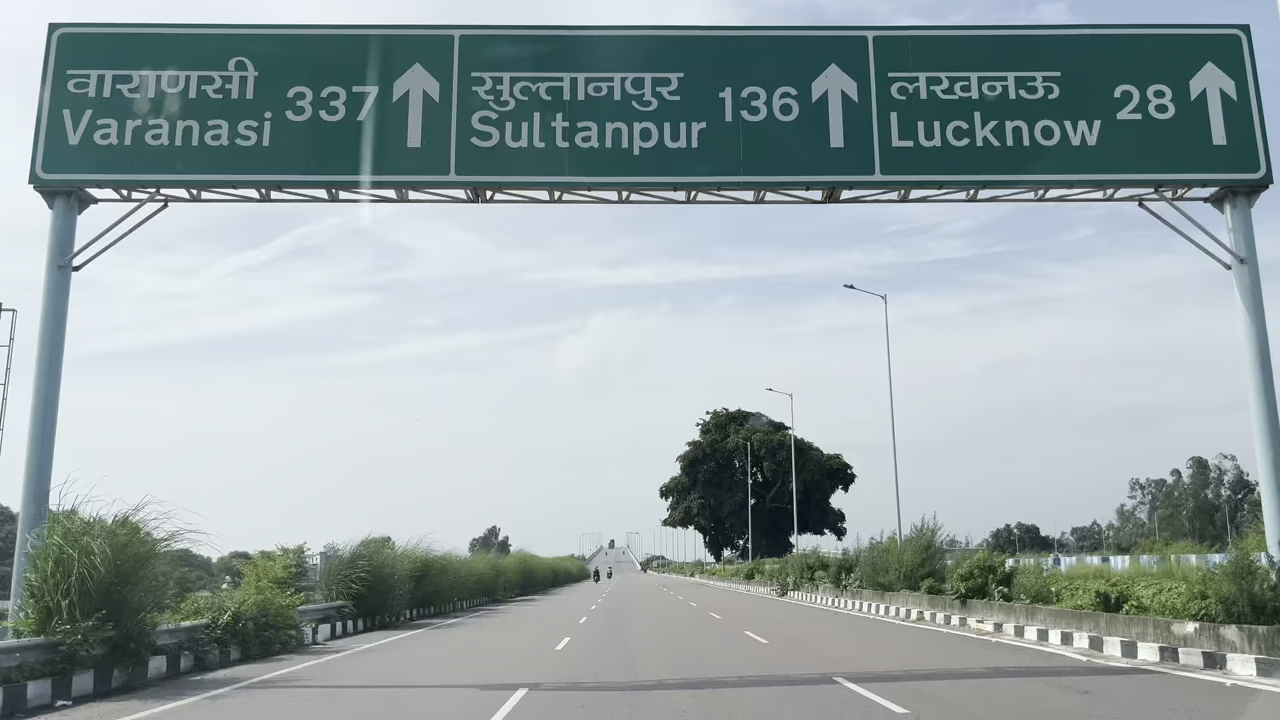 वाराणसी
Varanasi
337
सुल्तानपुर
Sultanpur
136
लखनऊ
Lucknow
28